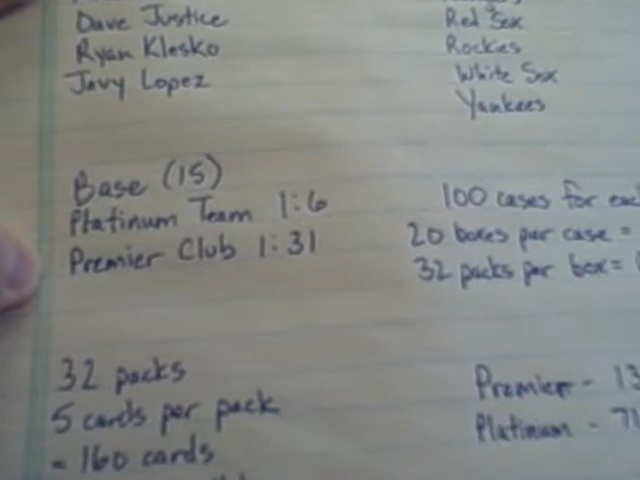 Dave Justice
Ryan Klesko
Javy Lopez
Red Sox
Rockies
White Sox
Yankees
Base (15)
Platinum Team 1:6
Premier Club 1:31
100 cases for each
20 boxes per case =
32 packs per box =
32 packs
5 cards per pack
= 160 cards
Premier - 13
Platinum - 71